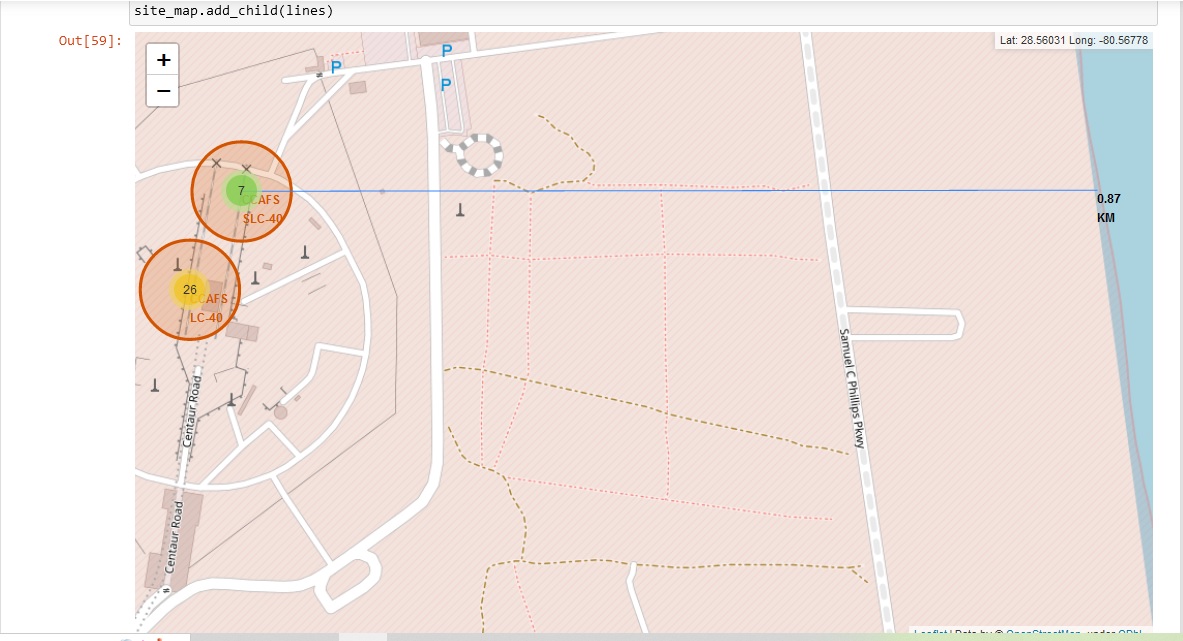 site_map.add_child(lines)
Out[59]:
+
−
P
P
P
Lat: 28.56031 Long: -80.56778
7
CCAFS
SLC-40
0.87
KM
26
CCAFS
LC-40
Samuel C Phillips Pkwy
Centaur Road
Centaur Road
Leaflet | Data by © OpenStreetMap, under ODbL